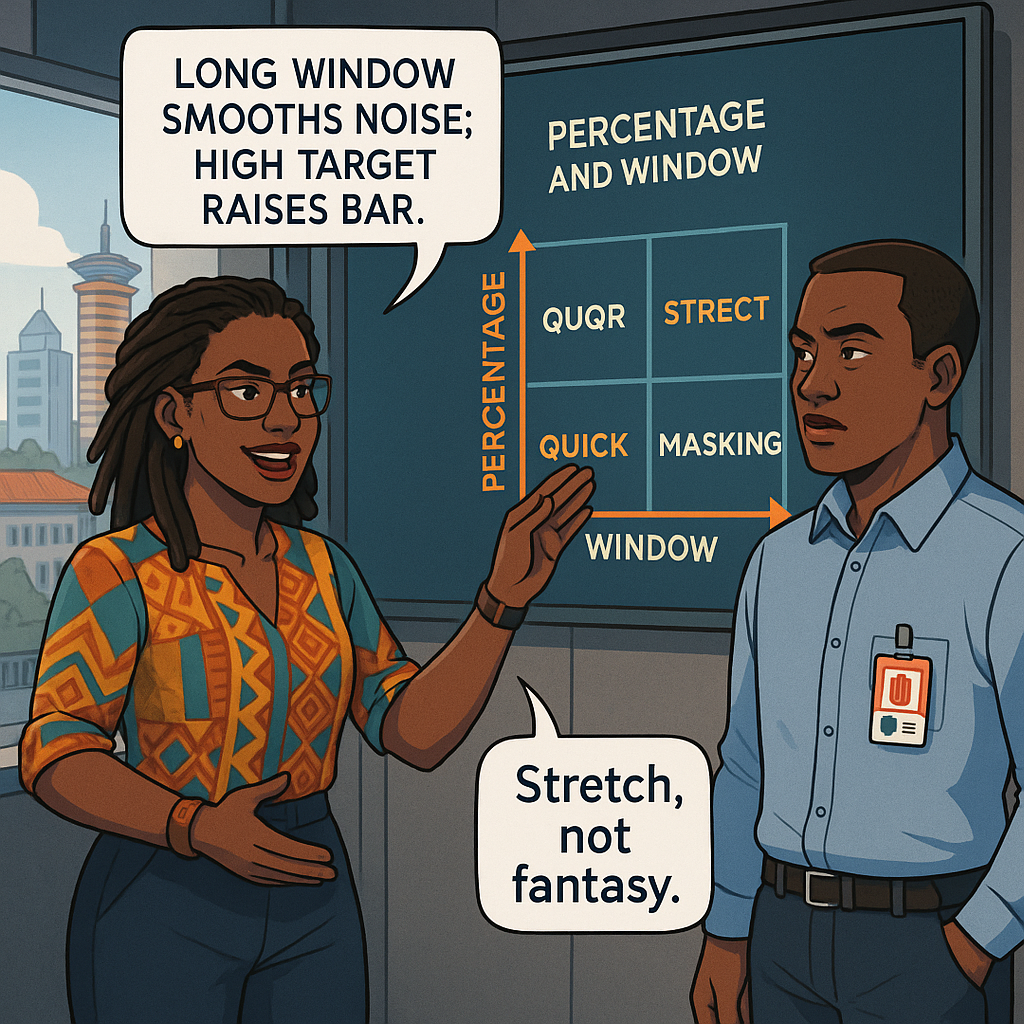 LONG WINDOW
SMOOTHS NOISE;
HIGH TARGET
RAISES BAR.
PERCENTAGE
AND WINDOW
PERCENTAGE
QUQR
STRECT
QUICK
MASKING
WINDOW
Stretch,
not
fantasy.